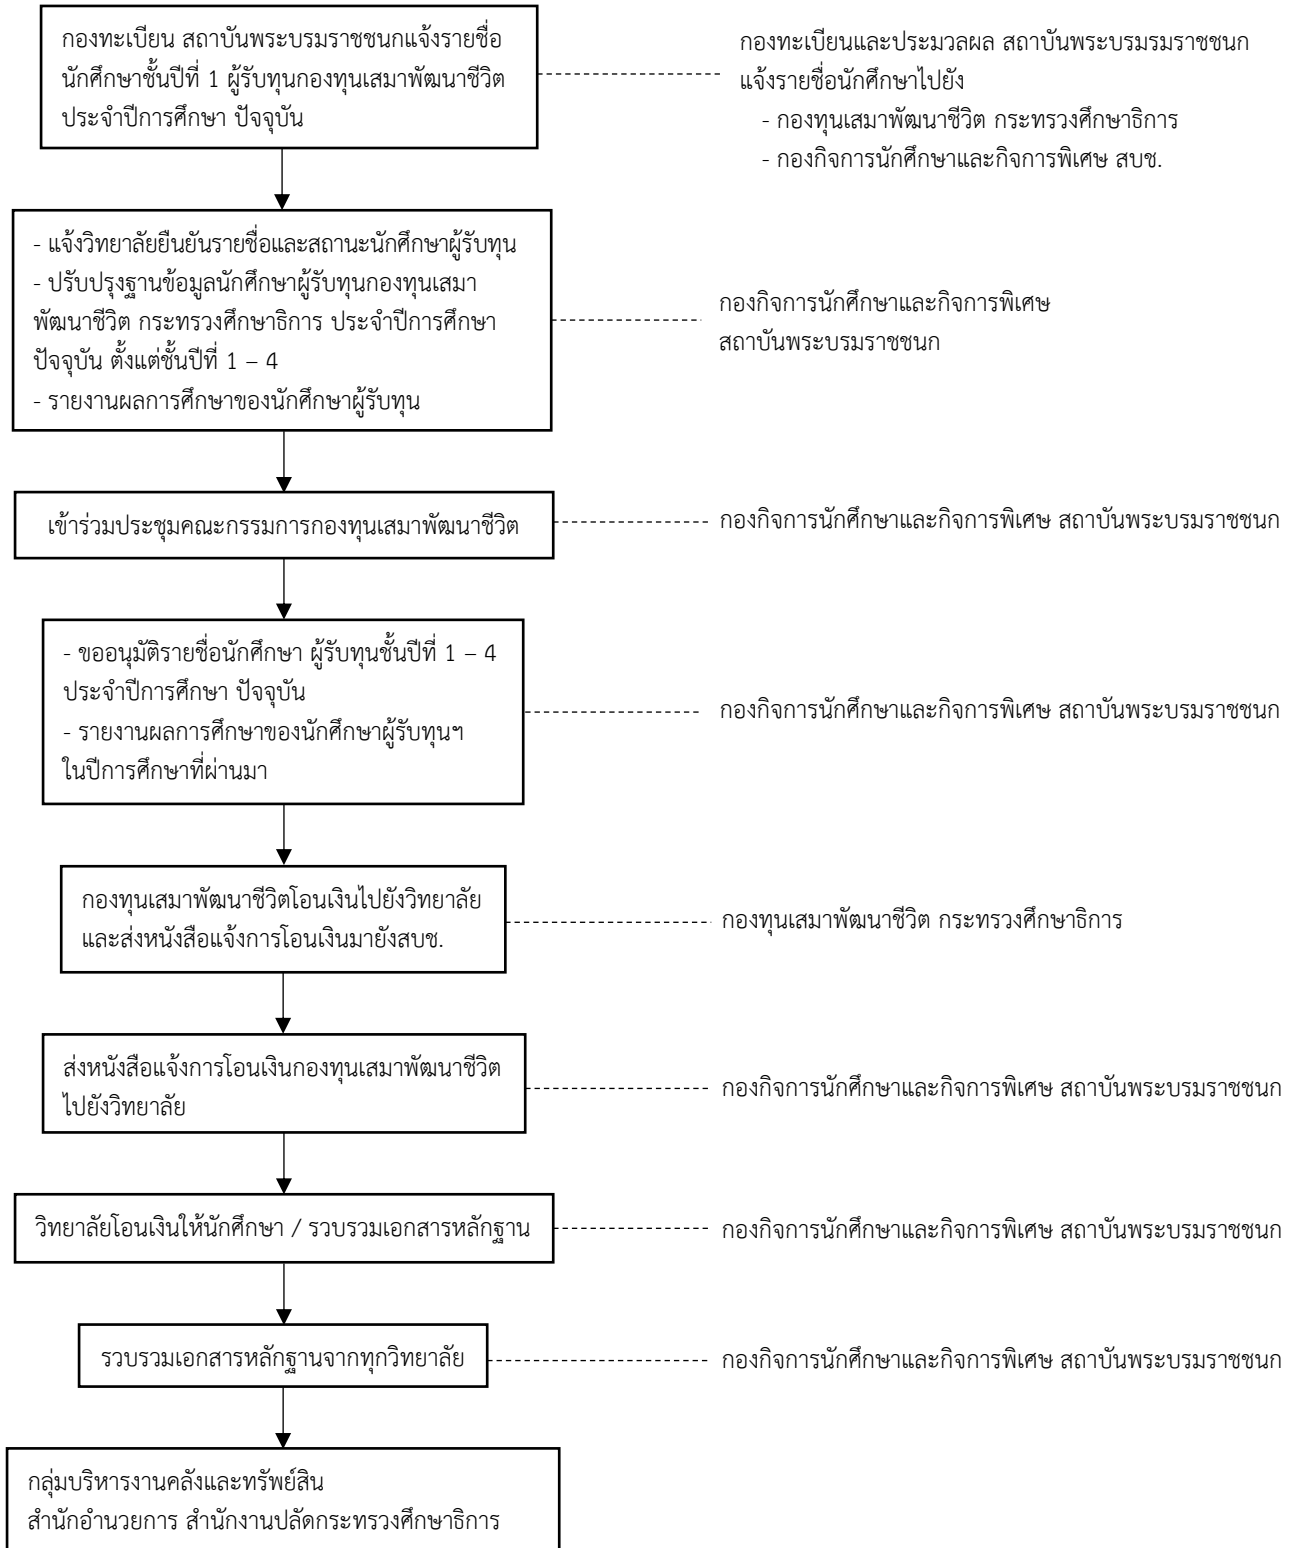 กองทะเบียน สถาบันพระบรมราชชนกแจ้งรายชื่อ
นักศึกษาชั้นปีที่ 1 ผู้รับทุนกองทุนเสมาพัฒนาชีวิต
ประจำปีการศึกษา ปัจจุบัน
กองทะเบียนและประมวลผล สถาบันพระบรมรมราชชนก
แจ้งรายชื่อนักศึกษาไปยัง
- กองทุนเสมาพัฒนาชีวิต กระทรวงศึกษาธิการ
- กองกิจการนักศึกษาและกิจการพิเศษ สบช.
- แจ้งวิทยาลัยยืนยันรายชื่อและสถานะนักศึกษาผู้รับทุน
- ปรับปรุงฐานข้อมูลนักศึกษาผู้รับทุนกองทุนเสมา
พัฒนาชีวิต กระทรวงศึกษาธิการ ประจำปีการศึกษา
ปัจจุบัน ตั้งแต่ชั้นปีที่ 1 – 4
- รายงานผลการศึกษาของนักศึกษาผู้รับทุน
กองกิจการนักศึกษาและกิจการพิเศษ
สถาบันพระบรมราชชนก
เข้าร่วมประชุมคณะกรรมการกองทุนเสมาพัฒนาชีวิต
กองกิจการนักศึกษาและกิจการพิเศษ สถาบันพระบรมราชชนก
- ขออนุมัติรายชื่อนักศึกษา ผู้รับทุนชั้นปีที่ 1 – 4
ประจำปีการศึกษา ปัจจุบัน
- รายงานผลการศึกษาของนักศึกษาผู้รับทุนฯ
ในปีการศึกษาที่ผ่านมา
กองกิจการนักศึกษาและกิจการพิเศษ สถาบันพระบรมราชชนก
กองทุนเสมาพัฒนาชีวิตโอนเงินไปยังวิทยาลัย
และส่งหนังสือแจ้งการโอนเงินมายังสบช.
กองทุนเสมาพัฒนาชีวิต กระทรวงศึกษาธิการ
ส่งหนังสือแจ้งการโอนเงินกองทุนเสมาพัฒนาชีวิต
ไปยังวิทยาลัย
กองกิจการนักศึกษาและกิจการพิเศษ สถาบันพระบรมราชชนก
วิทยาลัยโอนเงินให้นักศึกษา / รวบรวมเอกสารหลักฐาน
กองกิจการนักศึกษาและกิจการพิเศษ สถาบันพระบรมราชชนก
รวบรวมเอกสารหลักฐานจากทุกวิทยาลัย
กองกิจการนักศึกษาและกิจการพิเศษ สถาบันพระบรมราชชนก
กลุ่มบริหารงานคลังและทรัพย์สิน
สำนักอำนวยการ สำนักงานปลัดกระทรวงศึกษาธิการ